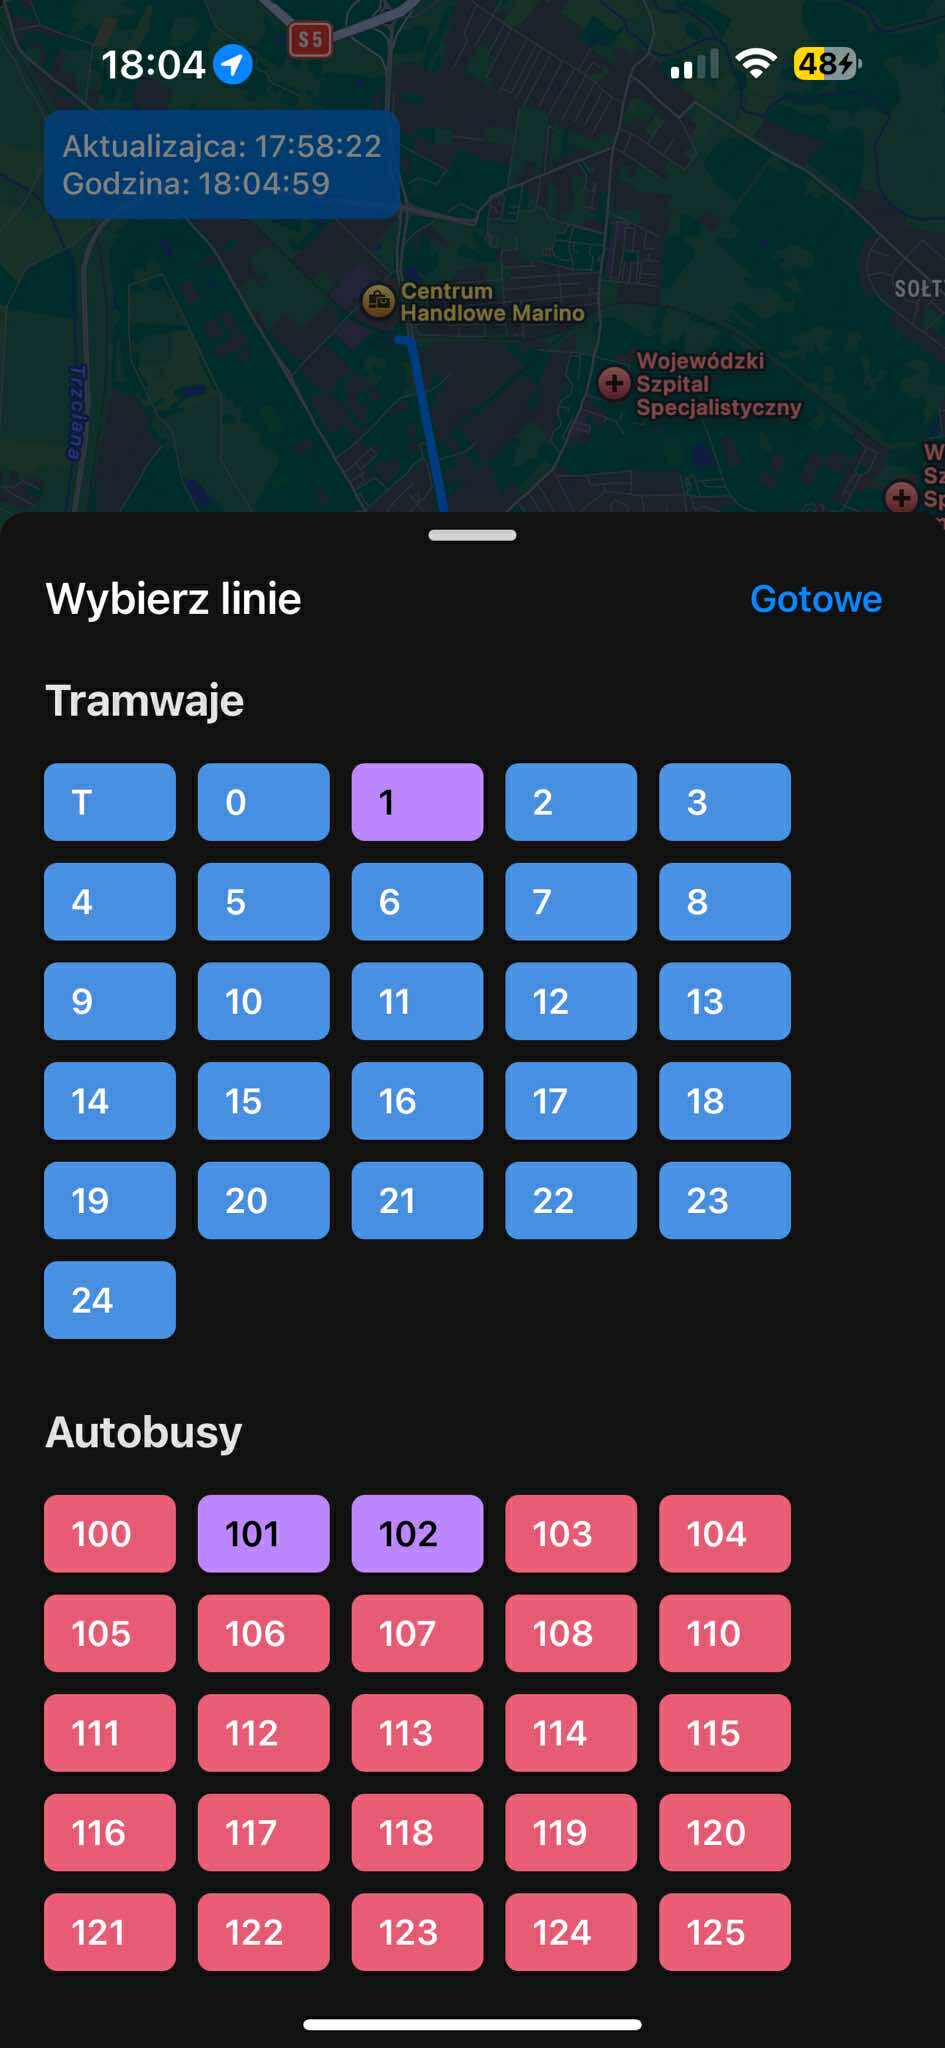 S5
18:04
48
Aktualizajca: 17:58:22
Godzina: 18:04:59
Centrum
Handlowe Marino
SOŁT
Wojewódzki
Szpital
Specjalistyczny
Trzciana
W
Sz
Sp
Wybierz linie
Gotowe
Tramwaje
T 0 1 2 3
4 5 6 7 8
9 10 11 12 13
14 15 16 17 18
19 20 21 22 23
24
Autobusy
100 101 102 103 104
105 106 107 108 110
111 112 113 114 115
116 117 118 119 120
121 122 123 124 125